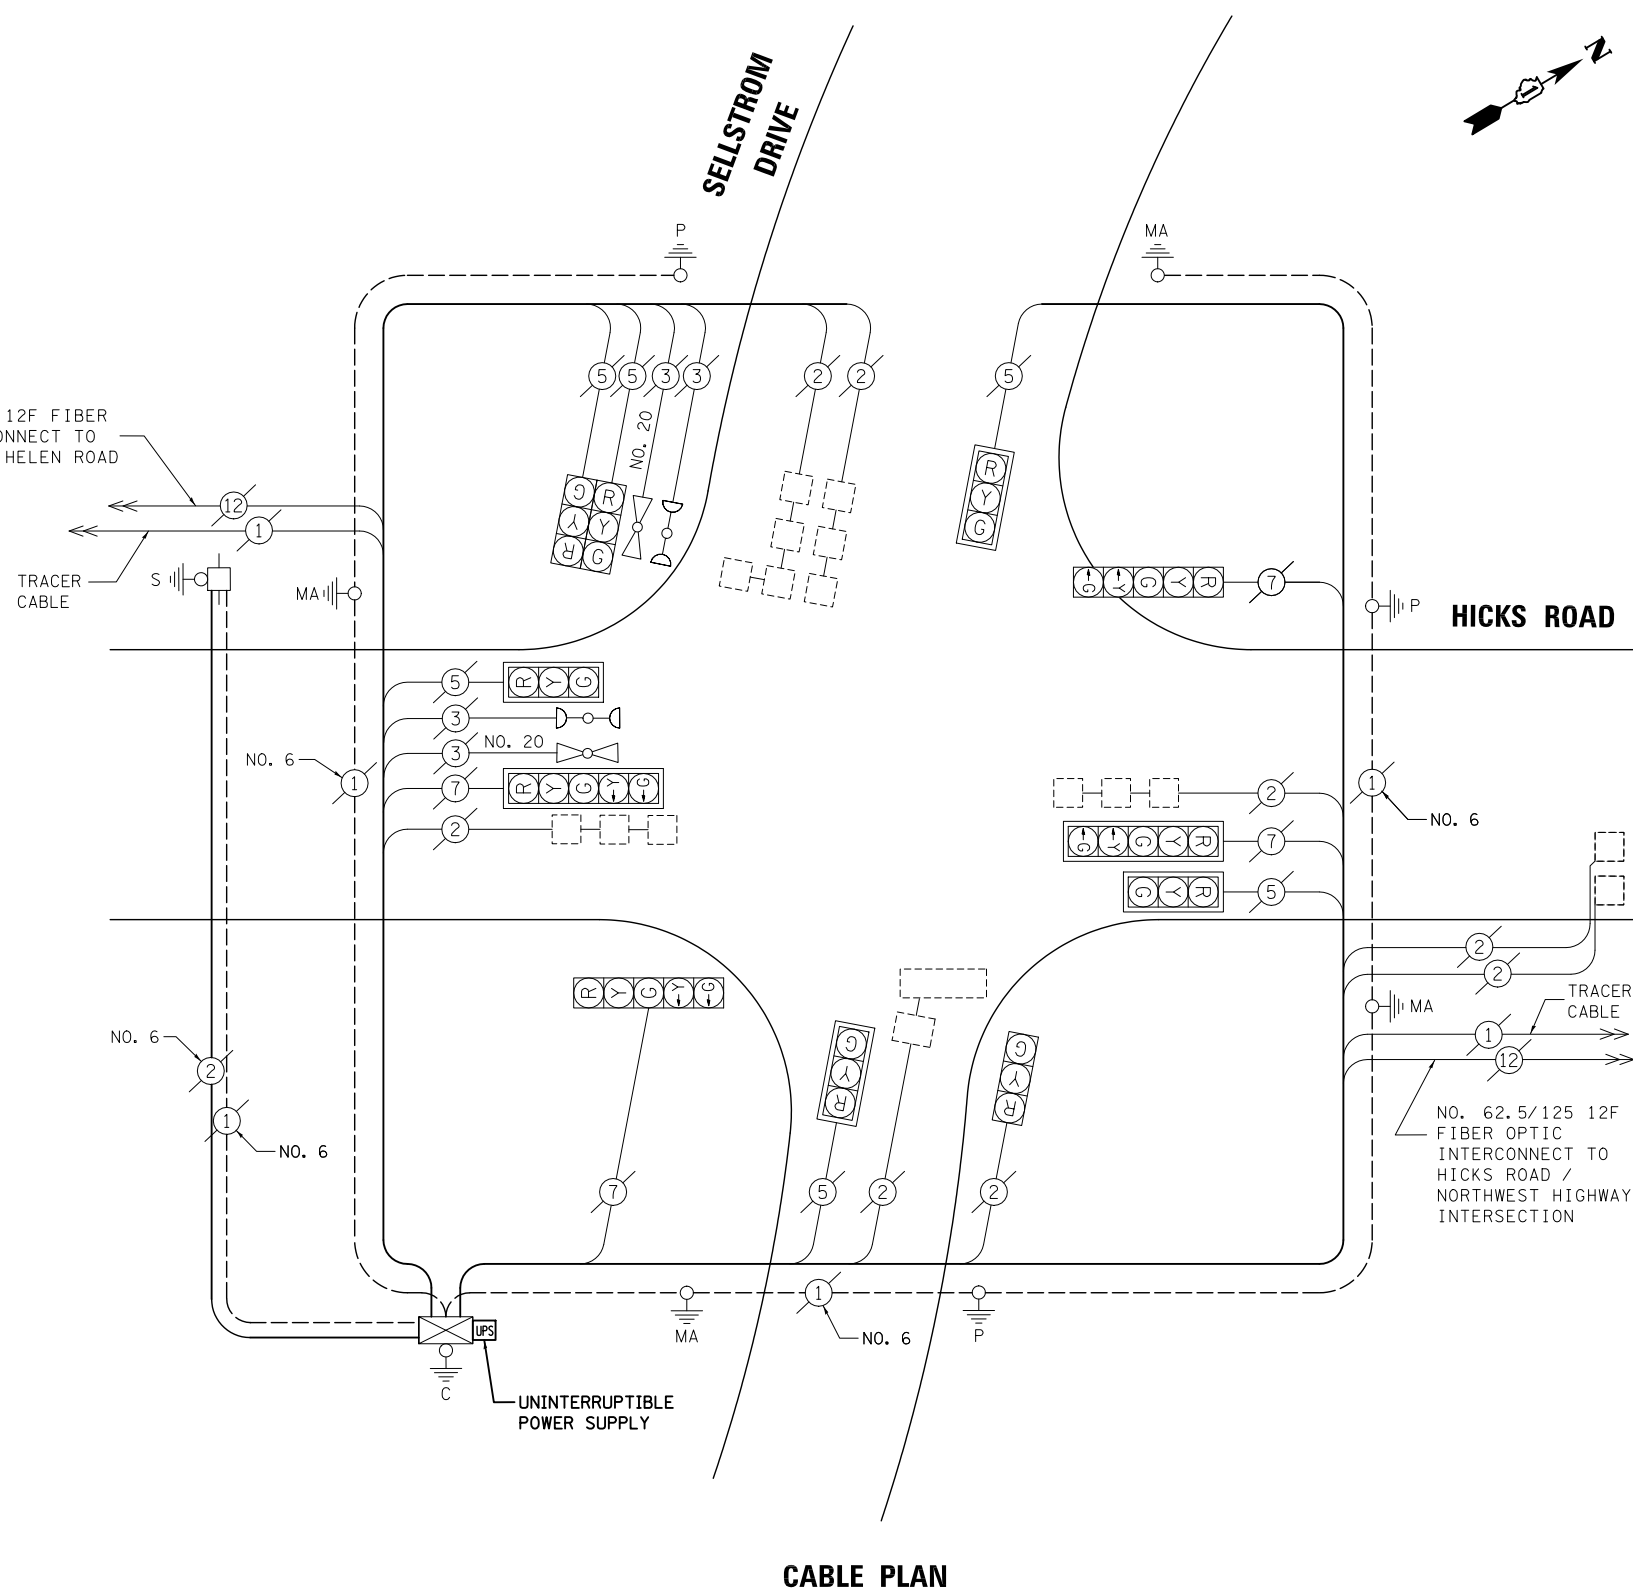 SELLSTROM
DRIVE
N
P
MA
5
5
3
3
2
2
5
NO. 20
12F FIBER
ONNECT TO
HELEN ROAD
12
1
TRACER
CABLE
S
MA
G R
Y Y
R G
R
Y
G
G Y G Y R
7
P
HICKS ROAD
5
R Y G
3
3
NO. 20
NO. 6
1
7
R Y G Y G
2
2
1
NO. 6
G Y G Y R
7
G Y R
5
2
2
R Y G Y G
MA
TRACER
CABLE
1
12
NO. 6
2
1
NO. 6
G
Y
R
G
Y
R
NO. 62.5/125 12F
FIBER OPTIC
INTERCONNECT TO
HICKS ROAD /
NORTHWEST HIGHWAY
INTERSECTION
7
5
2
2
MA
1
P
NO. 6
UPS
C
UNINTERRUPTIBLE
POWER SUPPLY
CABLE PLAN